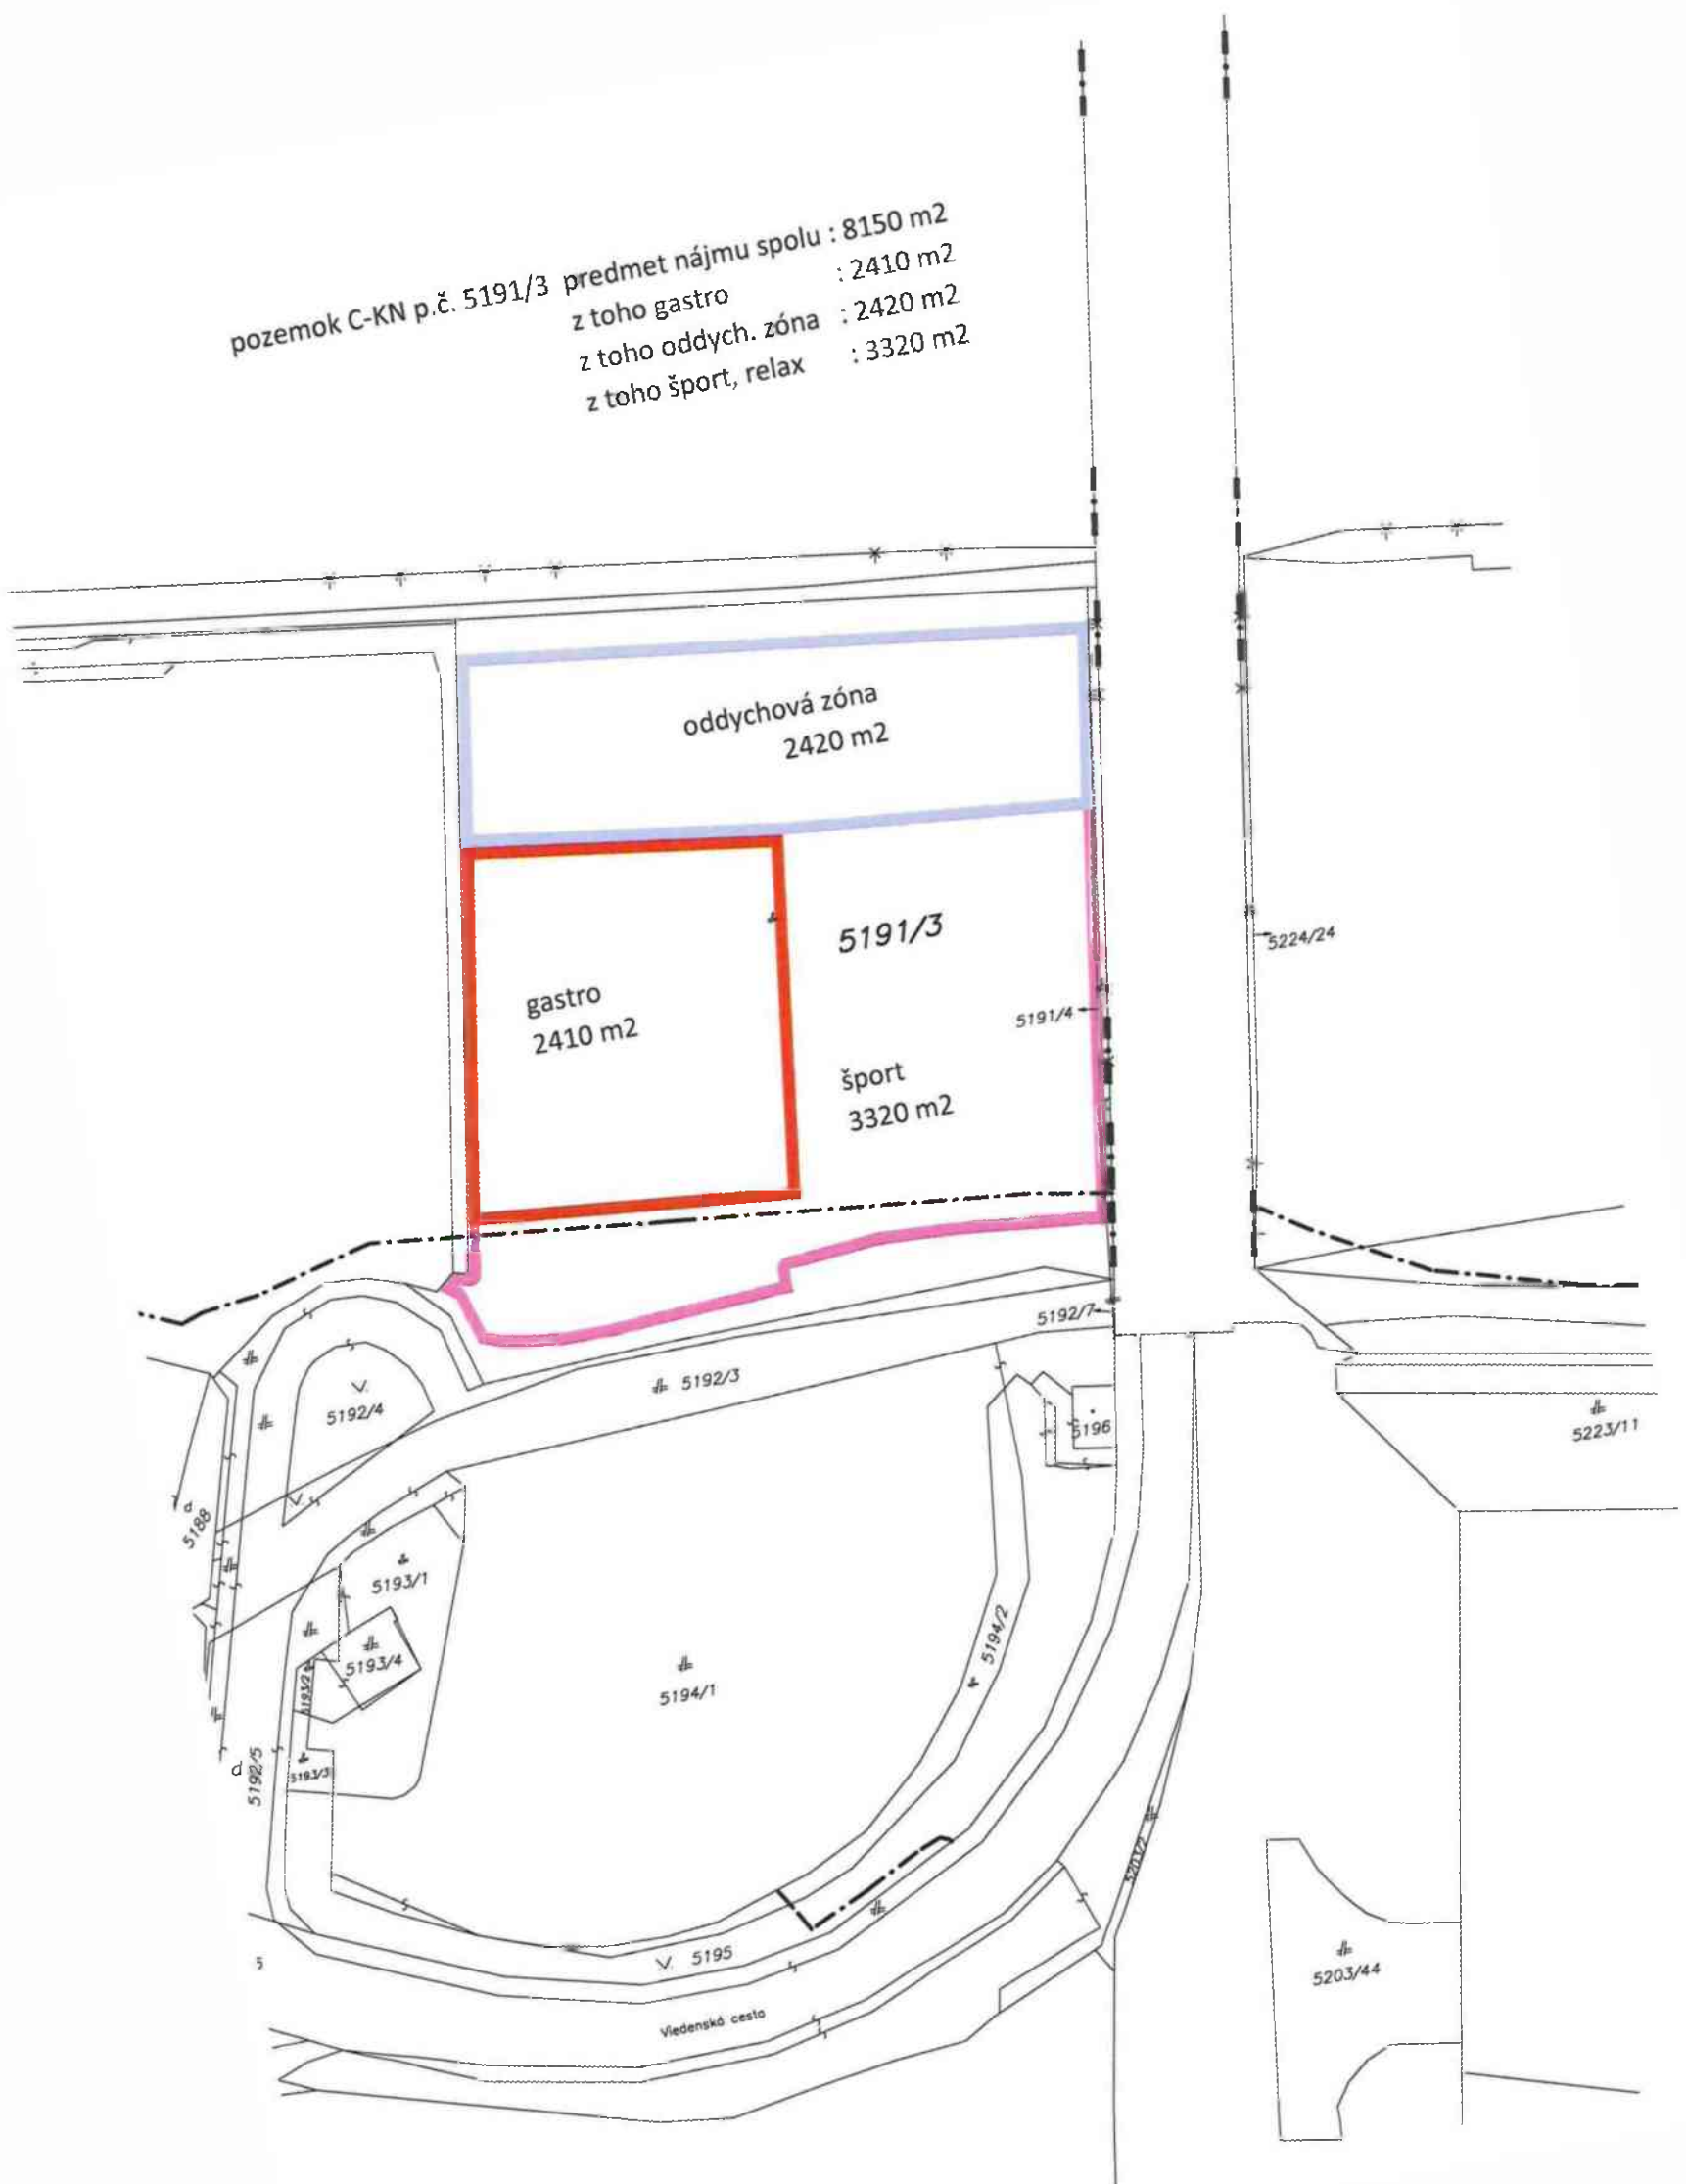 pozemok C-KN p.č. 5191/3 predmet nájmu spolu : 8150 m2
z toho gastro : 2410 m2
z toho oddych. zóna : 2420 m2
z toho šport, relax : 3320 m2
oddychová zóna
2420 m2
5191/3
5224/24
gastro
2410 m2
5191/4
šport
3320 m2
5192/7
5192/3
5192/4
5196
5223/11
d
5188
5193/1
5194/2
5193/4
5193/2
5194/1
d
5192/5
5193/3
5203/2
5195
5
5203/44
Viedenská cesta